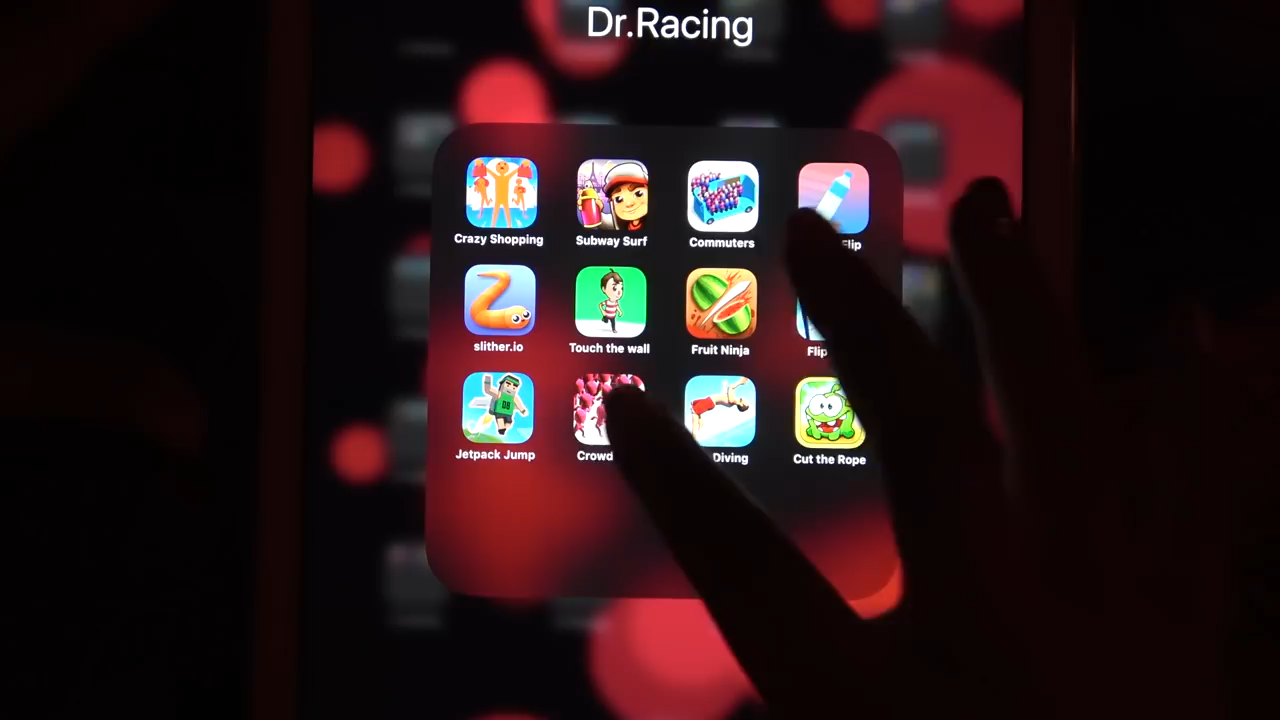 Dr.Racing
Crazy Shopping
Subway Surf
Commuters
Flip
slither.io
Touch the wall
Fruit Ninja
Flip
Jetpack Jump
Crowd
Diving
Cut the Rope